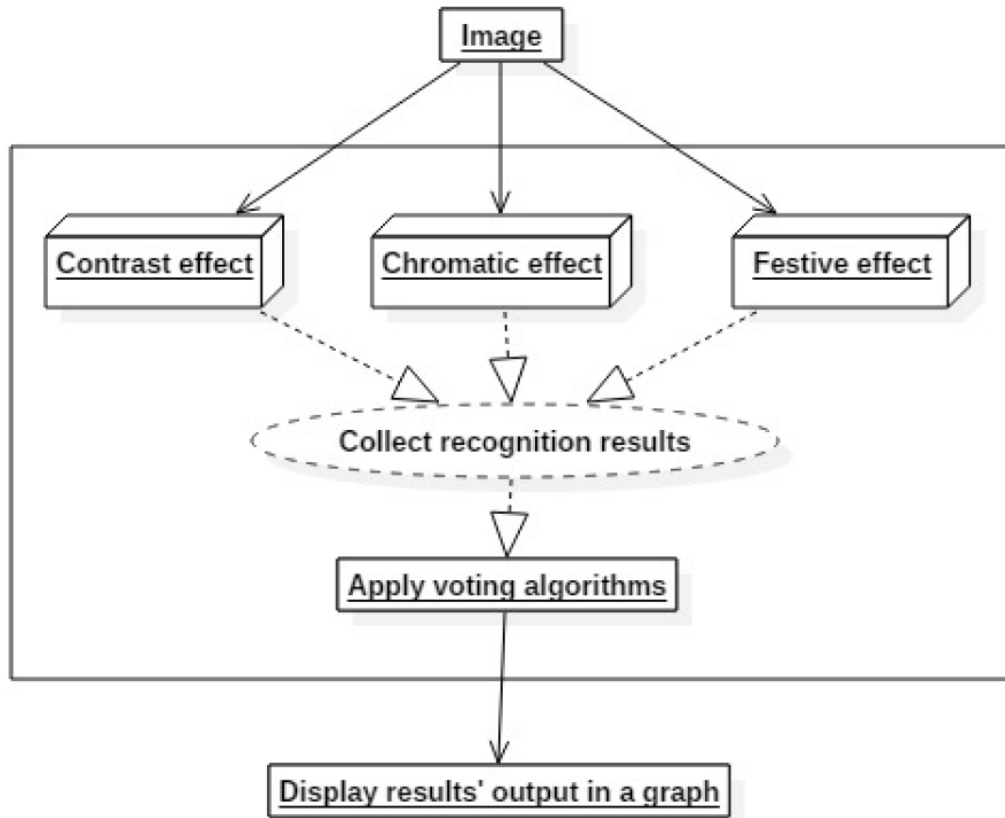 Image
Contrast effect
Chromatic effect
Festive effect
Collect recognition results
Apply voting algorithms
Display results' output in a graph